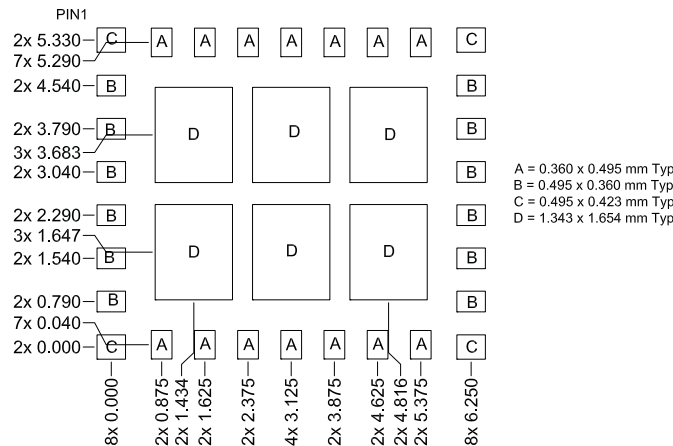 PIN1
2x 5.330
C A A A A A A A C
7x 5.290
2x 4.540
B B
2x 3.790
B D D D B
3x 3.683
2x 3.040
B B
2x 2.290
B B
3x 1.647
D D D
2x 1.540
B B
2x 0.790
B B
7x 0.040
2x 0.000
C A A A A A A A C
A = 0.360 x 0.495 mm Typ
B = 0.495 x 0.360 mm Typ
C = 0.495 x 0.423 mm Typ
D = 1.343 x 1.654 mm Typ
8x 0.000
2x 0.875
2x 1.434
2x 1.625
2x 2.375
4x 3.125
2x 3.875
2x 4.625
2x 4.816
2x 5.375
8x 6.250